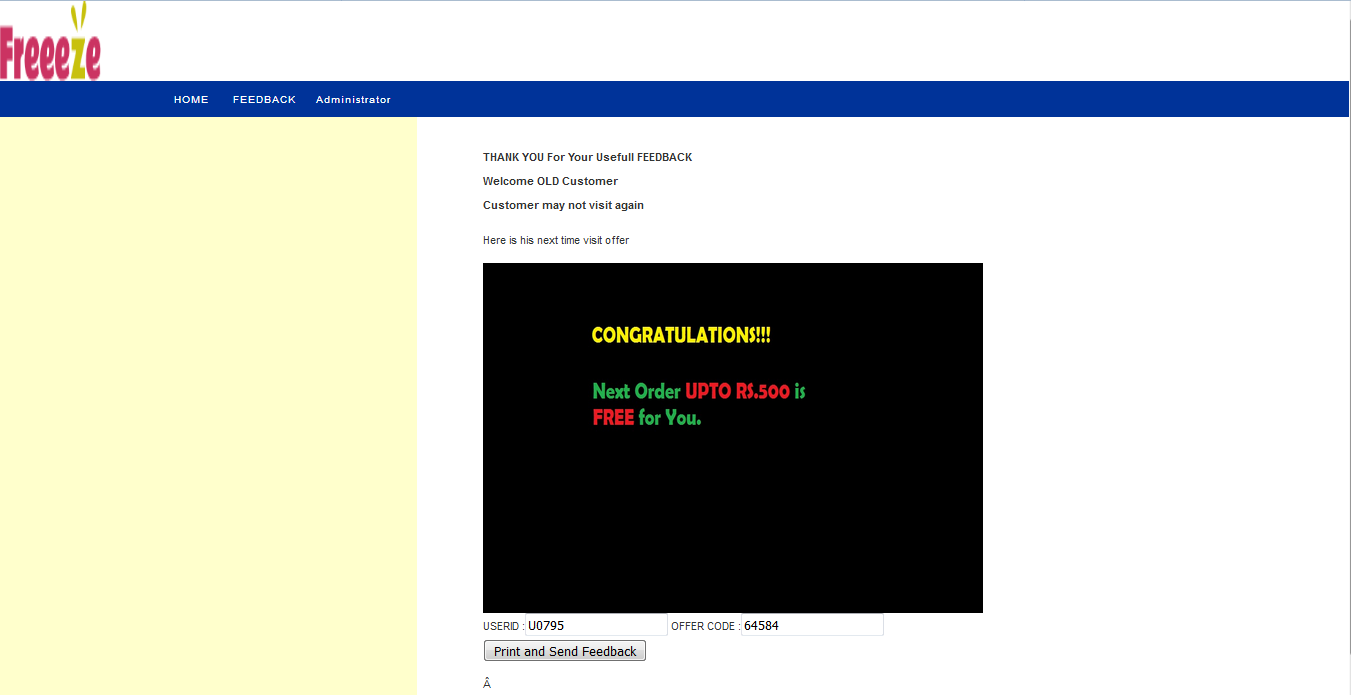 Freeeze
HOME FEEDBACK Administrator
THANK YOU For Your Usefull FEEDBACK
Welcome OLD Customer
Customer may not visit again
Here is his next time visit offer
CONGRATULATIONS!!!
Next Order UPTO RS.500 is
FREE for You.
USERID : U0795 OFFER CODE : 64584
Print and Send Feedback
Â